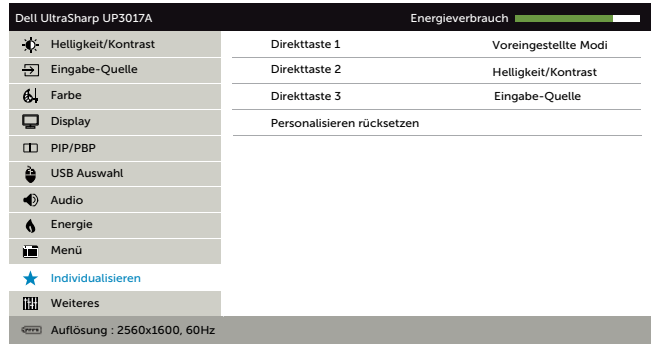 Dell UltraSharp UP3017A Energieverbrauch
Helligkeit/Kontrast Direkttaste 1 Voreingestellte Modi
Eingabe-Quelle Direkttaste 2 Helligkeit/Kontrast
Farbe Direkttaste 3 Eingabe-Quelle
Display Personalisieren rücksetzen
PIP/PBP
USB Auswahl
Audio
Energie
Menü
Individualisieren
Weiteres
Auflösung : 2560x1600, 60Hz